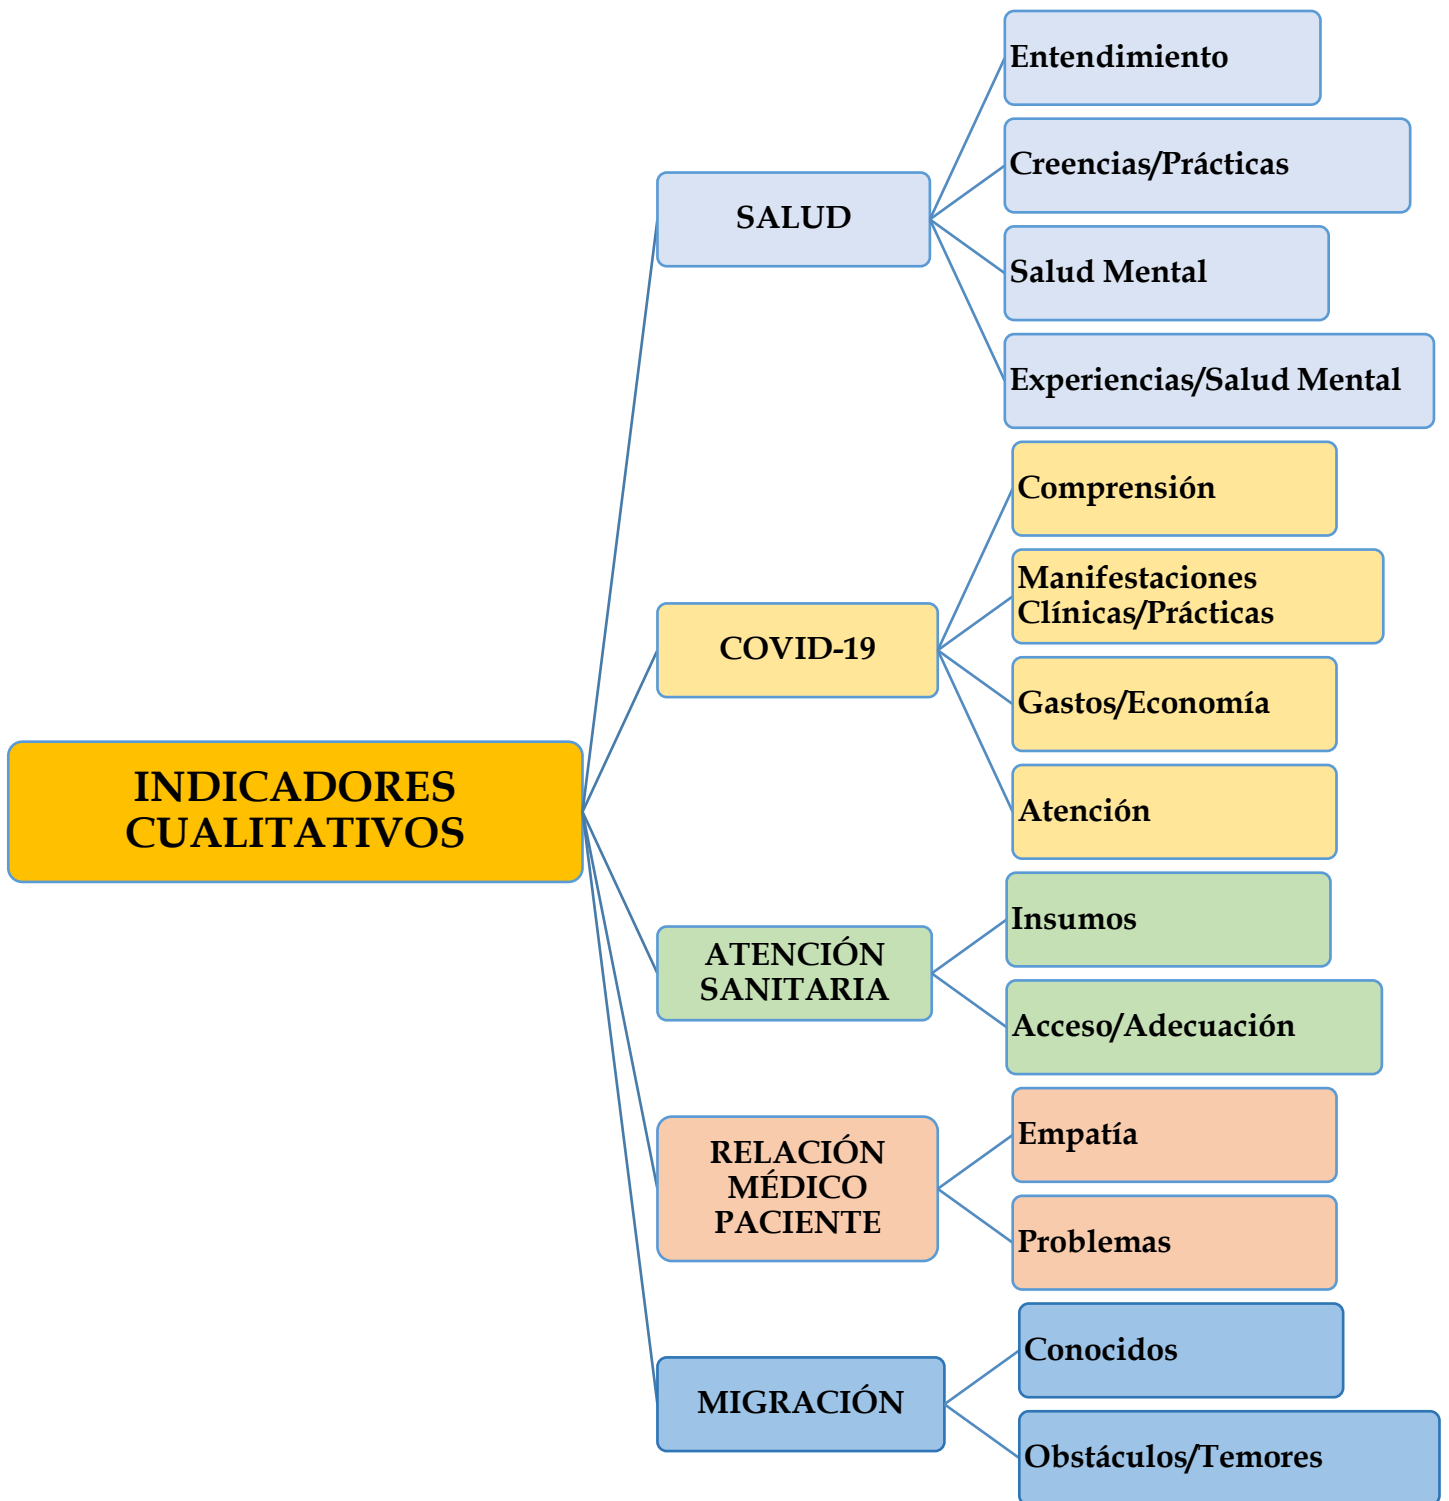 INDICADORES
CUALITATIVOS
SALUD
Entendimiento
Creencias/Prácticas
Salud Mental
Experiencias/Salud Mental
COVID-19
Comprensión
Manifestaciones
Clínicas/Prácticas
Gastos/Economía
Atención
ATENCIÓN
SANITARIA
Insumos
Acceso/Adecuación
RELACIÓN
MÉDICO
PACIENTE
Empatía
Problemas
MIGRACIÓN
Conocidos
Obstáculos/Temores